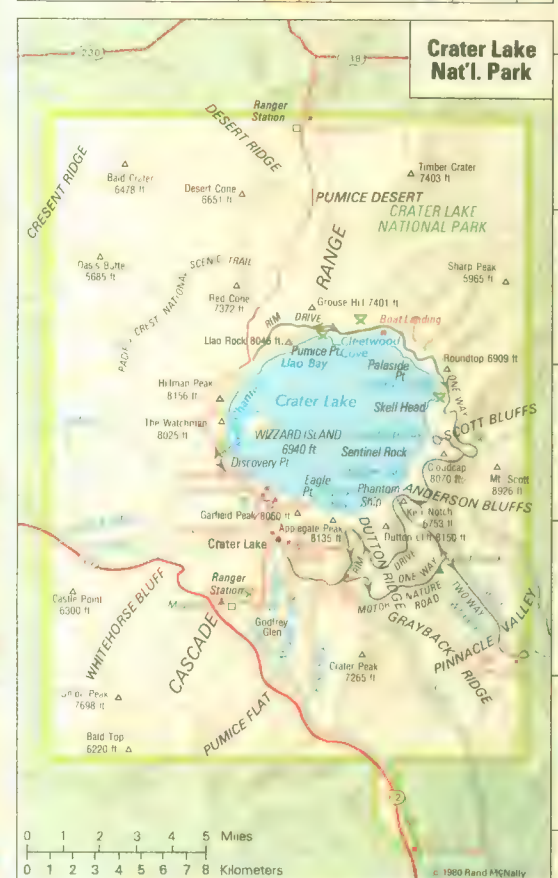 Crater Lake
Nat'l. Park
230
18
Ranger
Station
DESERT RIDGE
CRESENT RIDGE
Bald Crater
6478 ft
Timber Crater
7403 ft
Desert Cone
6651 ft
PUMICE DESERT
CRATER LAKE
NATIONAL PARK
RANGE
Oasis Butte
5685 ft
PACIFIC CREST NATIONAL SCENIC TRAIL
Sharp Peak
5965 ft
Red Cone
7372 ft
Grouse Hill 7401 ft
RIM DRIVE
Boat Landing
Llao Rock 8046 ft
Cleetwood
Cove
Pumice Pt
Llao Bay
Palaside
Pt
Roundtop 6909 ft
ONE WAY
Hillman Peak
8156 ft
Crater Lake
Skell Head
The Watchman
8025 ft
WIZZARD ISLAND
6940 ft
SCOTT BLUFFS
Sentinel Rock
Discovery Pt
Cloudcap
8070 ft
Mt Scott
8926 ft
Eagle
Pt
Phantom
Ship
ANDERSON BLUFFS
Garfield Peak 8060 ft
Kerr Notch
6753 ft
Applegate Peak
8135 ft
Dutton Cliff 8150 ft
Crater Lake
DUTTON RIDGE
RIM DRIVE
ONE WAY
TWO WAY
Ranger
Station
MOTOR NATURE
ROAD
Castle Point
6300 ft
WHITEHORSE BLUFF
CASCADE
Godfrey
Glen
GRAYBACK RIDGE
PINNACLE VALLEY
Crater Peak
7265 ft
Union Peak
7698 ft
PUMICE FLAT
Bald Top
6220 ft
0 1 2 3 4 5 Miles
0 1 2 3 4 5 6 7 8 Kilometers
© 1980 Rand McNally